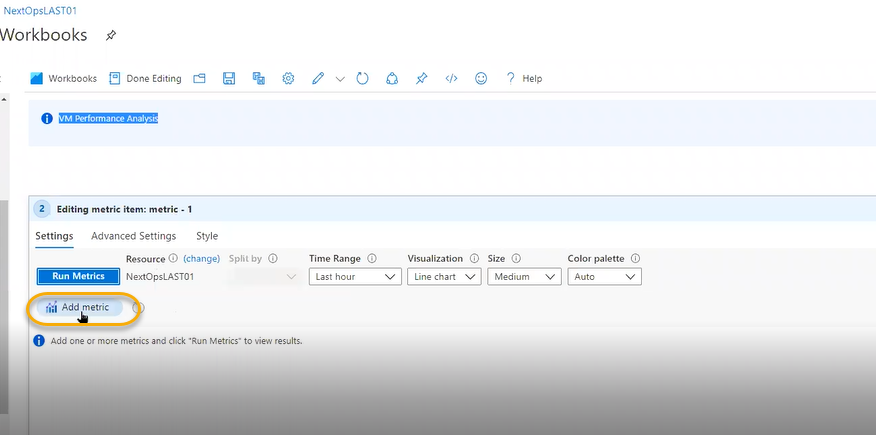 NextOpsLAST01
Workbooks
Workbooks Done Editing ? Help
VM Performance Analysis
2 Editing metric item: metric - 1
Settings Advanced Settings Style
Resource (change) Split by Time Range Visualization Size Color palette
Run Metrics NextOpsLAST01 Last hour Line chart Medium Auto
Add metric
Add one or more metrics and click "Run Metrics" to view results.